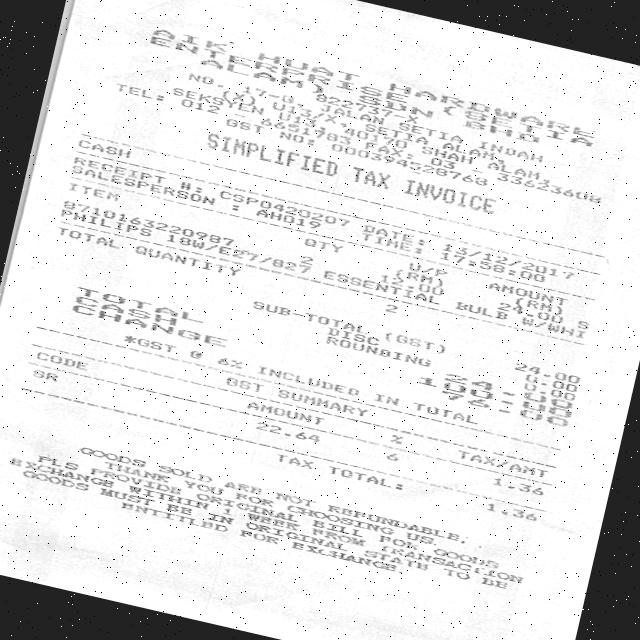 AIK HUAT HARDWARE
ENTERPRISE (SETIA
ALAM) SDN BHD
822737-X
NO. 17-G, JALAN SETIA INDAH
(X) U13/X, SETIA ALAM,
SEKSYEN U13, 40170 SHAH ALAM,
TEL: 012 - 6651783 FAX: 03 - 33623608
GST NO: 000394528768
SIMPLIFIED TAX INVOICE
CASH
RECEIPT #: CSP0420207 DATE: 11/12/2017
SALESPERSON : AH019 TIME: 17:58:00
ITEM QTY U/P AMOUNT
(RM) (RM)
8710163220987 2 12.00 24.00 S
PHILIPS 18W/E27/827 ESSENTIAL BULB W/WHI
TOTAL QUANTITY 2
SUB-TOTAL (GST) 24.00
DISC 0.00
ROUNDING 0.00
TOTAL 24.00
CASH 100.00
CHANGE 76.00
*GST @ 6% INCLUDED IN TOTAL
GST SUMMARY
CODE AMOUNT % TAX/AMT
SR 22.64 6 1.36
TAX TOTAL: 1.36
GOODS SOLD ARE NOT REFUNDABLE.
THANK YOU FOR CHOOSING US.
PLS PROVIDE ORIGINAL BILL FOR GOODS
EXCHANGE WITHIN 1 WEEK FROM TRANSACTION
GOODS MUST BE IN ORIGINAL STATE TO BE
ENTITLED FOR EXCHANGE.